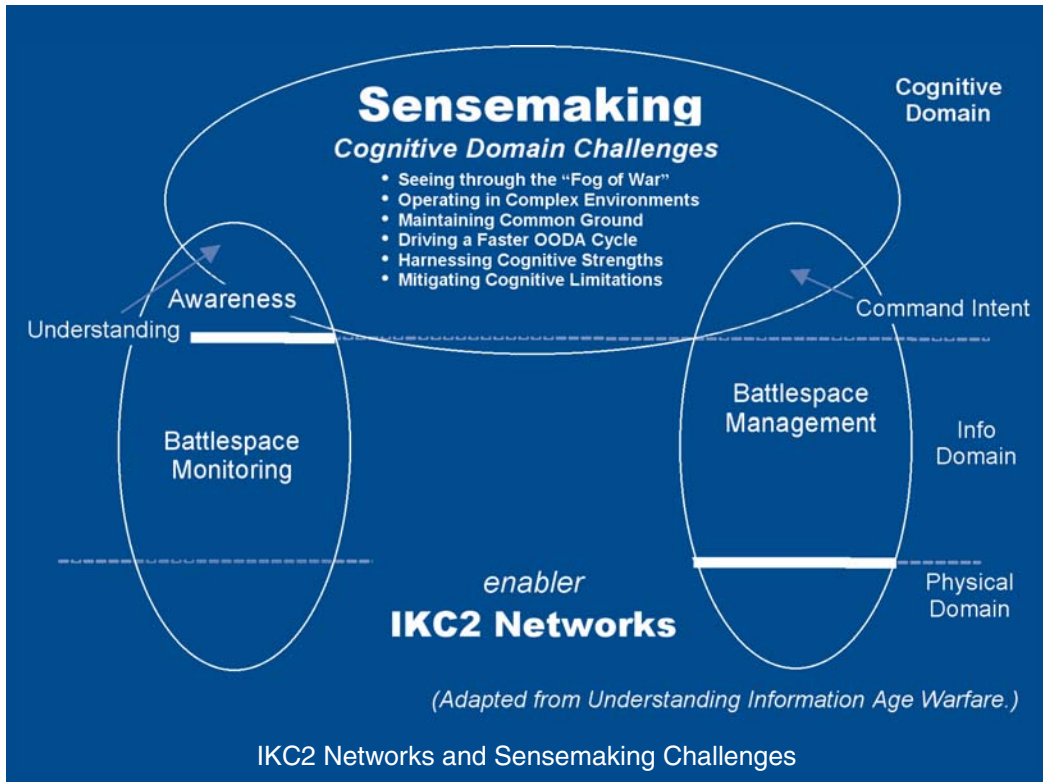 Sensemaking
Cognitive Domain Challenges
• Seeing through the “Fog of War”
• Operating in Complex Environments
• Maintaining Common Ground
• Driving a Faster OODA Cycle
• Harnessing Cognitive Strengths
• Mitigating Cognitive Limitations
Cognitive
Domain
Awareness
Understanding
Command Intent
Battlespace
Monitoring
Battlespace
Management
Info
Domain
enabler
IKC2 Networks
Physical
Domain
(Adapted from Understanding Information Age Warfare.)
IKC2 Networks and Sensemaking Challenges